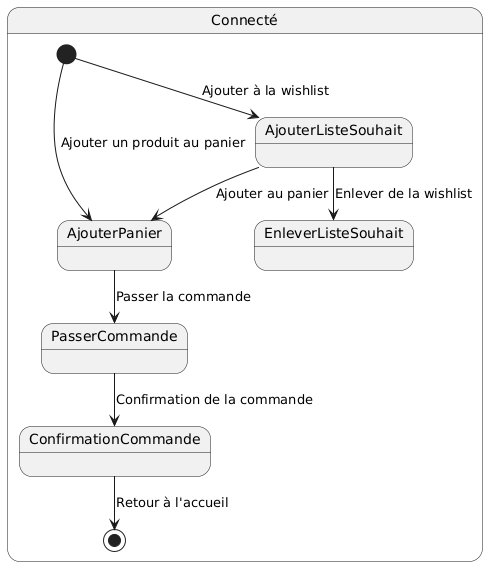 Connecté
Ajouter à la wishlist
AjouterListeSouhait
Ajouter un produit au panier
Ajouter au panier
Enlever de la wishlist
AjouterPanier
EnleverListeSouhait
Passer la commande
PasserCommande
Confirmation de la commande
ConfirmationCommande
Retour à l'accueil